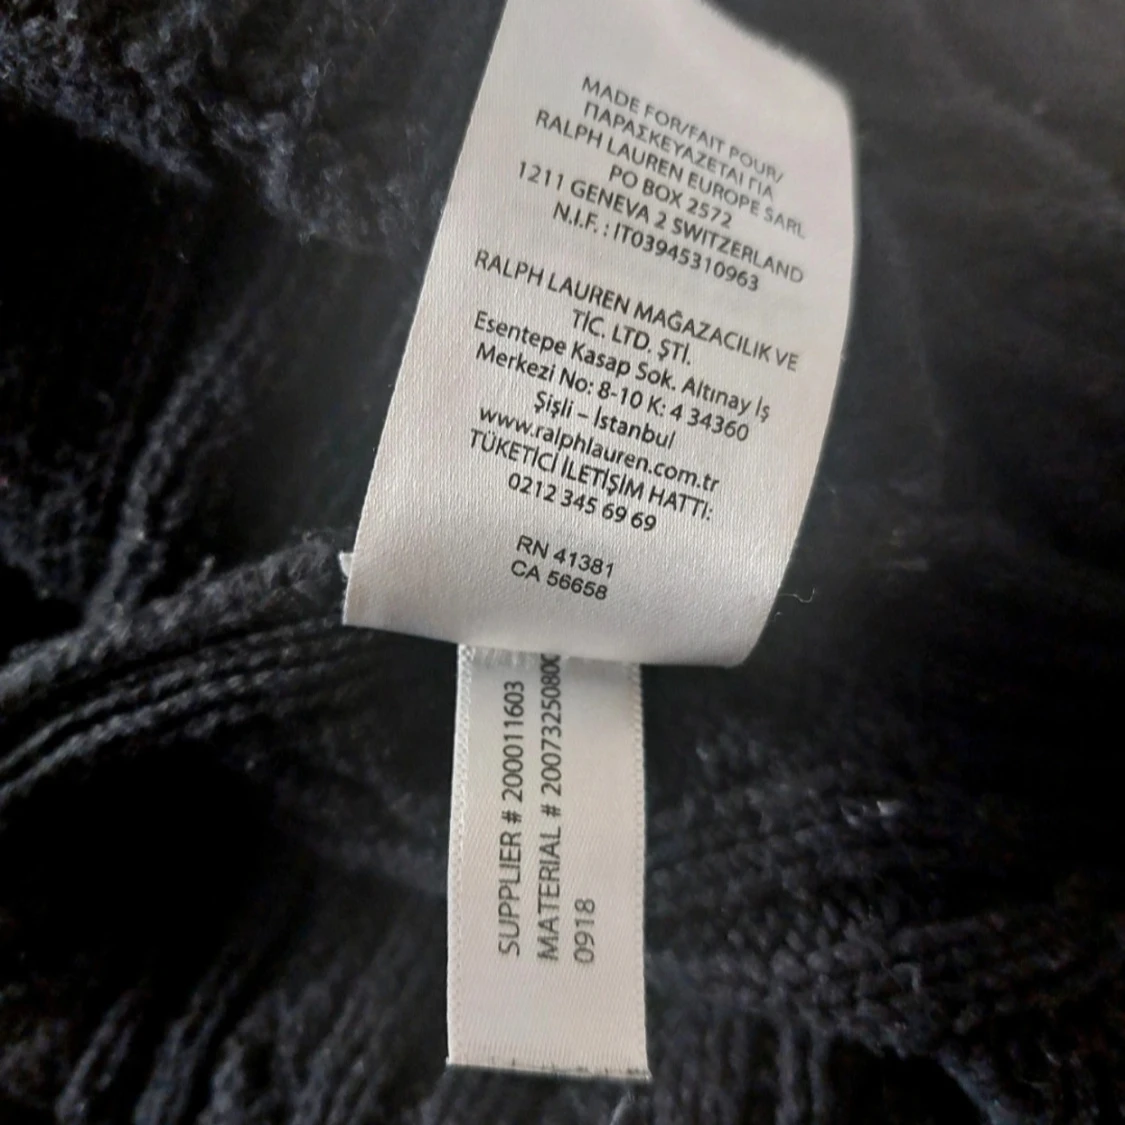 MADE FOR/FAIT POUR/
ΠΑΡΑΣΚΕΥΑΖΕΤΑΙ ΓΙΑ
RALPH LAUREN EUROPE SARL
PO BOX 2572
1211 GENEVA 2 SWITZERLAND
N.I.F. : IT03945310963
RALPH LAUREN MAĞAZACILIK VE
TİC. LTD. ŞTİ.
Esentepe Kasap Sok. Altınay İş
Merkezi No: 8-10 K: 4 34360
Şişli – İstanbul
www.ralphlauren.com.tr
TÜKETİCİ İLETİŞİM HATTI:
0212 345 69 69
RN 41381
CA 56658
SUPPLIER # 200011603
MATERIAL #
0918